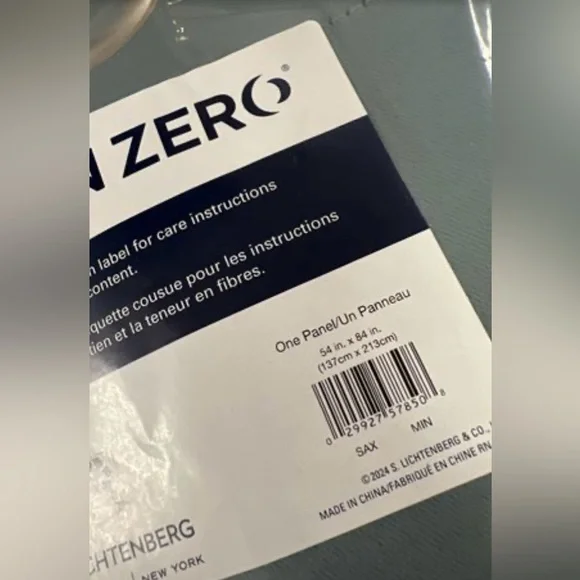 N ZERO®
label for care instructions
content.
quette cousue pour les instructions
tien et la teneur en fibres.
One Panel/Un Panneau
54 in. x 84 in.
(137cm x 213cm)
0 29927 57850 8
SAX MIN
©2024 S. LICHTENBERG & CO.,
MADE IN CHINA/FABRIQUÉ EN CHINE RN
CHTENBERG
NEW YORK